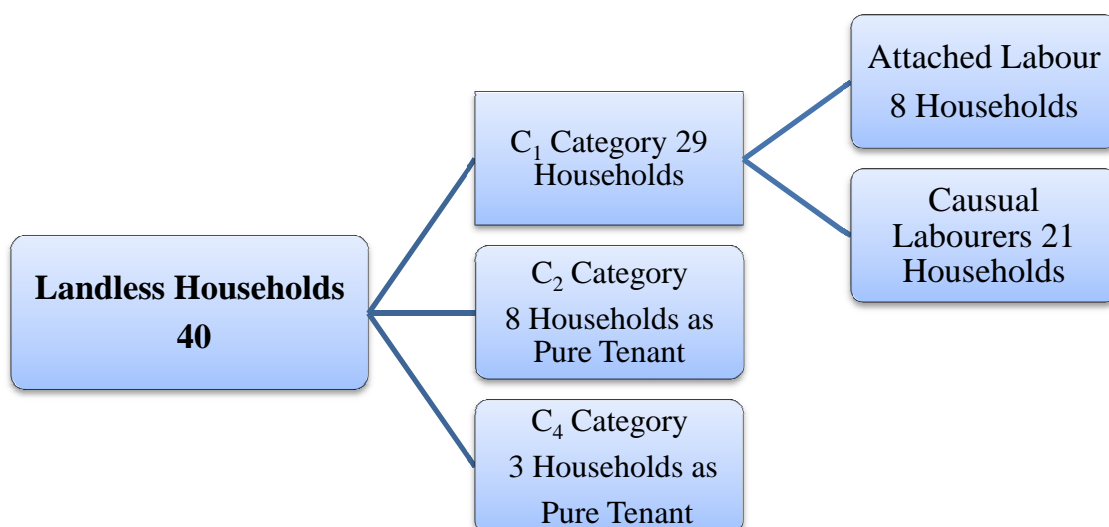 Landless Households
40
C₁ Category 29
Households
C₂ Category
8 Households as
Pure Tenant
C₄ Category
3 Households as
Pure Tenant
Attached Labour
8 Households
Causual
Labourers 21
Households